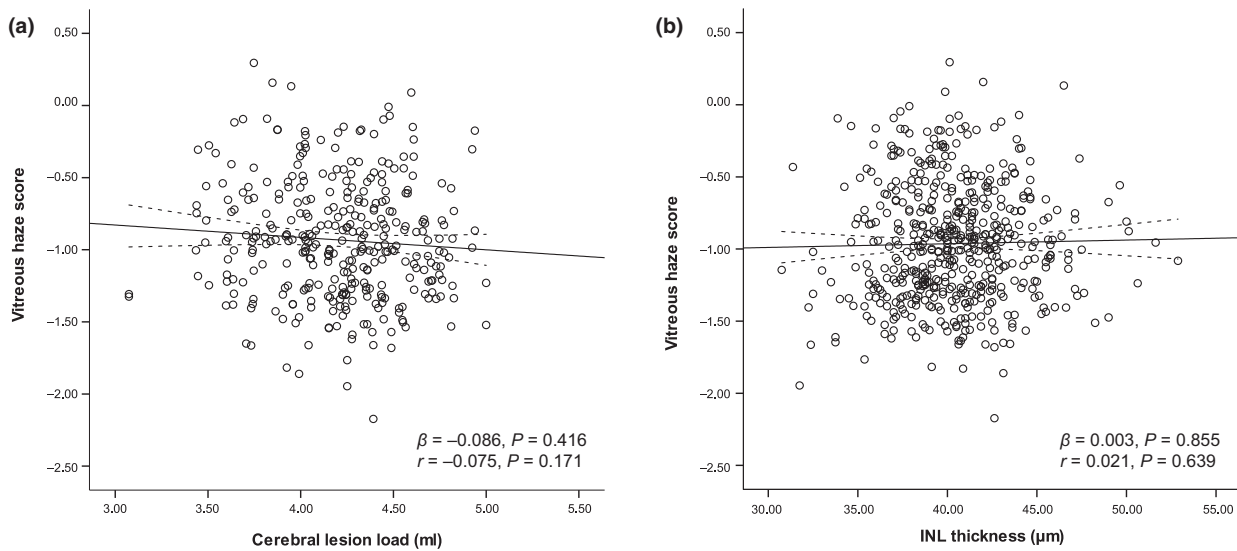 (a)
0.50
0.00
–0.50
–1.00
–1.50
–2.00
–2.50
Vitreous haze score
β = –0.086, P = 0.416
r = –0.075, P = 0.171
3.00 3.50 4.00 4.50 5.00 5.50
Cerebral lesion load (ml)
(b)
0.50
0.00
–0.50
–1.00
–1.50
–2.00
–2.50
Vitreous haze score
β = 0.003, P = 0.855
r = 0.021, P = 0.639
30.00 35.00 40.00 45.00 50.00 55.00
INL thickness (μm)